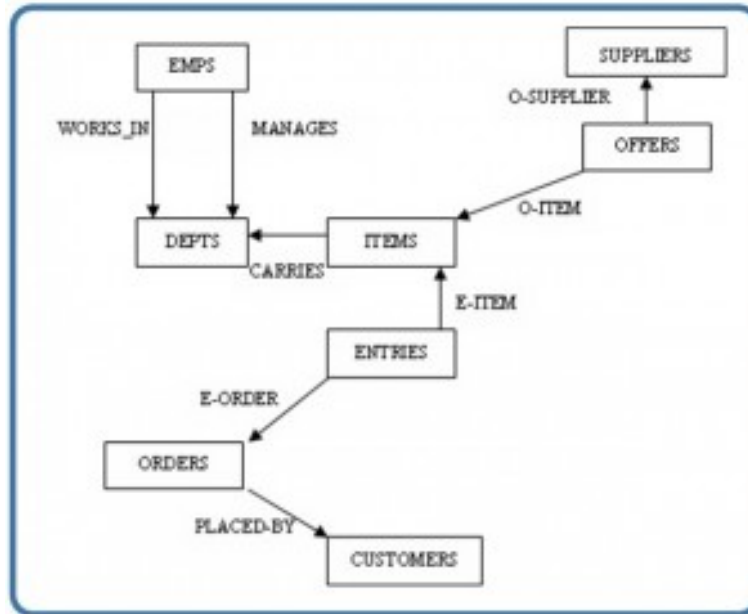 EMPS
SUPPLIERS
O-SUPPLIER
WORKS_IN
MANAGES
OFFERS
O-ITEM
DEPTS
ITEMS
CARRIES
E-ITEM
ENTRIES
E-ORDER
ORDERS
PLACED-BY
CUSTOMERS